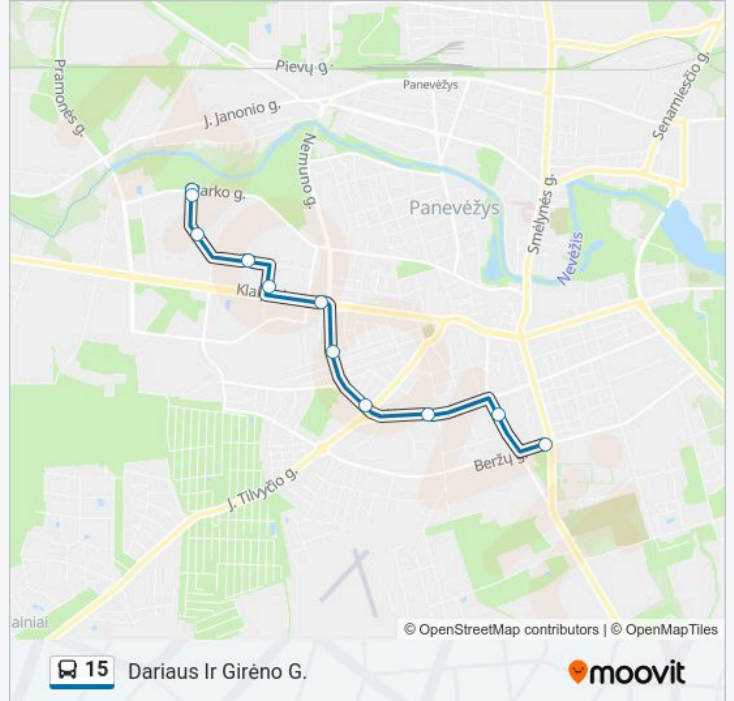 Pievų g.
Panevėžys
Pramonės g.
J. Janonio g.
Senamiesčio g.
Nemuno g.
Parko g.
Panevėžys
Smėlynės g.
Nevėžis
Beržų g.
J. Tilvyčio g.
ainiai
© OpenStreetMap contributors | © OpenMapTiles
15 Dariaus Ir Girėno G.
moovit